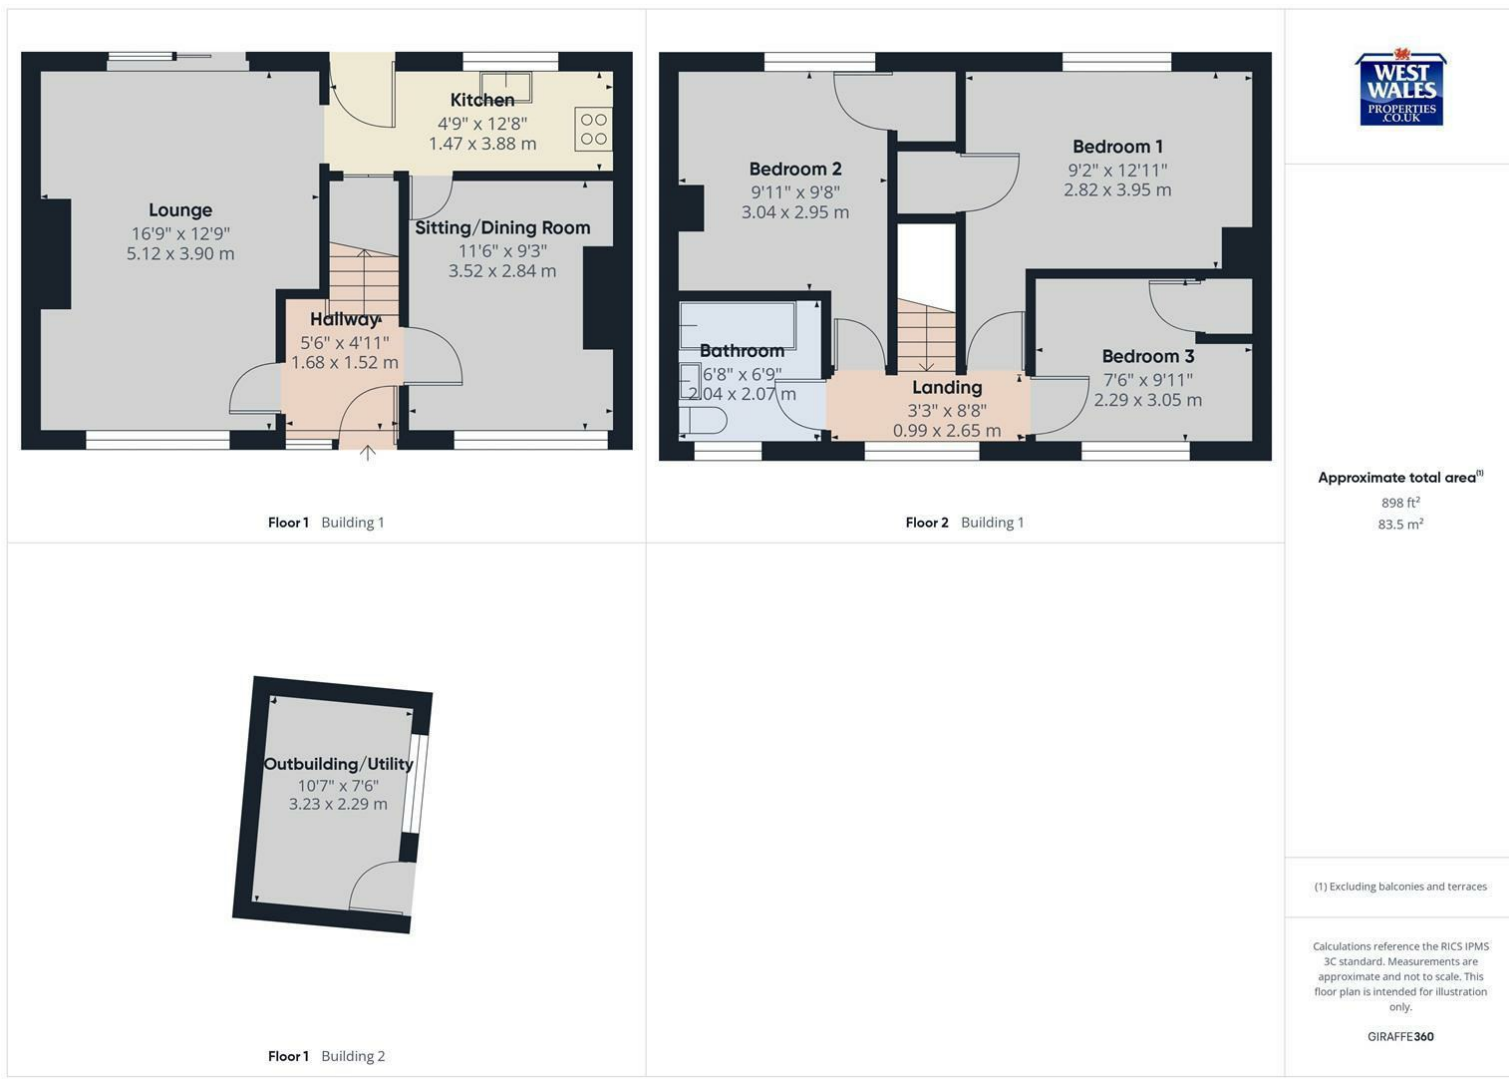 Kitchen
4'9" x 12'8"
1.47 x 3.88 m
Lounge
16'9" x 12'9"
5.12 x 3.90 m
Sitting/Dining Room
11'6" x 9'3"
3.52 x 2.84 m
Hallway
5'6" x 4'11"
1.68 x 1.52 m
Floor 1 Building 1
Bedroom 2
9'11" x 9'8"
3.04 x 2.95 m
Bedroom 1
9'2" x 12'11"
2.82 x 3.95 m
Bathroom
6'8" x 6'9"
2.04 x 2.07 m
Landing
3'3" x 8'8"
0.99 x 2.65 m
Bedroom 3
7'6" x 9'11"
2.29 x 3.05 m
Floor 2 Building 1
Outbuilding/Utility
10'7" x 7'6"
3.23 x 2.29 m
Floor 1 Building 2
WEST
WALES
PROPERTIES
.CO.UK
Approximate total area(1)
898 ft²
83.5 m²
(1) Excluding balconies and terraces
Calculations reference the RICS IPMS
3C standard. Measurements are
approximate and not to scale. This
floor plan is intended for illustration
only.
GIRAFFE360